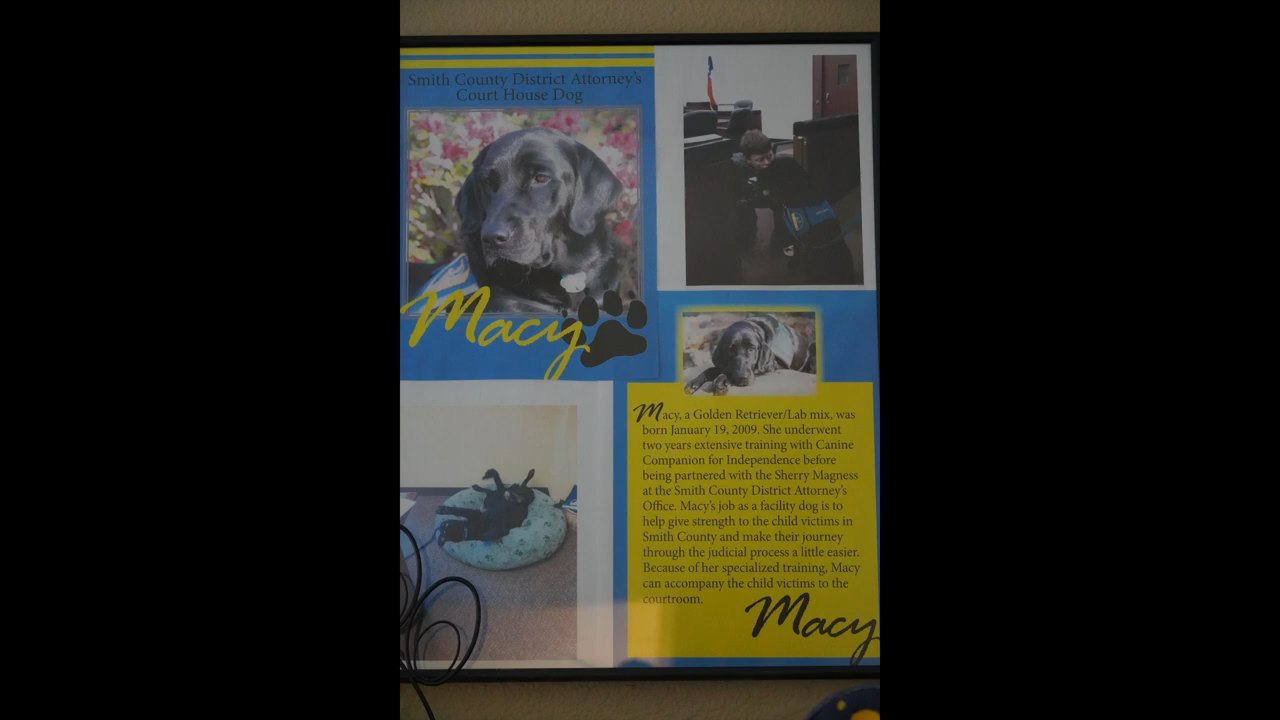 Smith County District Attorney's
Court House Dog
Macy
Macy, a Golden Retriever/Lab mix, was
born January 19, 2009. She underwent
two years extensive training with Canine
Companion for Independence before
being partnered with the Sherry Magness
at the Smith County District Attorney's
Office. Macy's job as a facility dog is to
help give strength to the child victims in
Smith County and make their journey
through the judicial process a little easier.
Because of her specialized training, Macy
can accompany the child victims to the
courtroom.
Macy